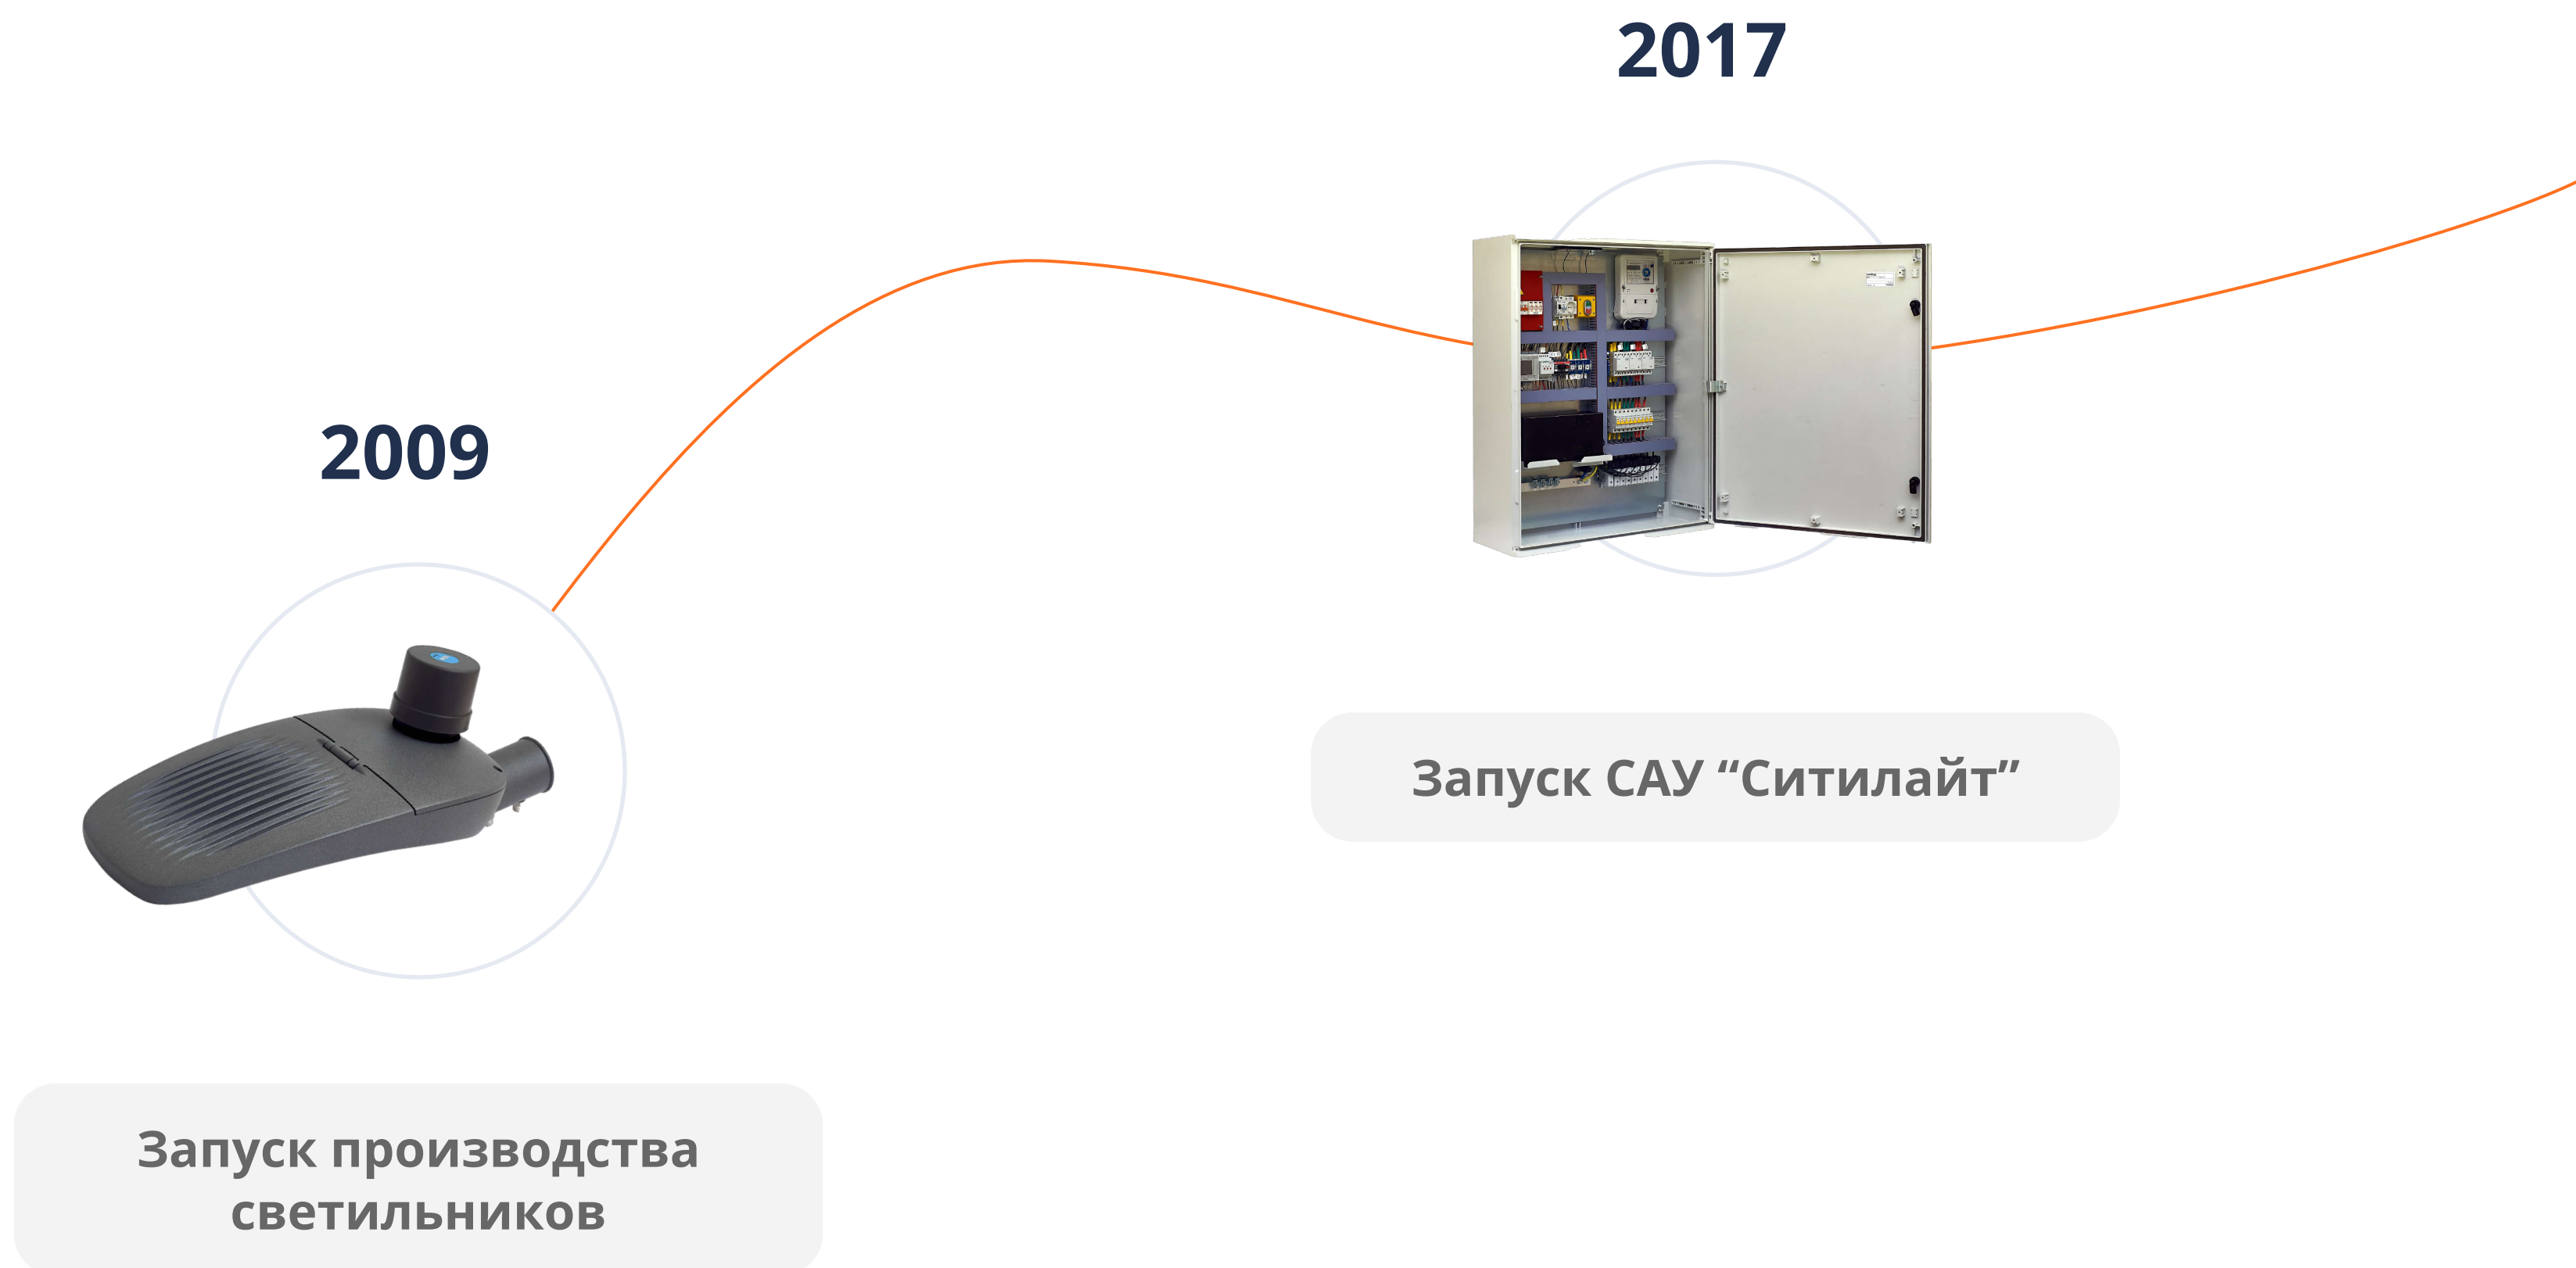 2017
2009
Запуск САУ “Ситилайт”
Запуск производства
светильников